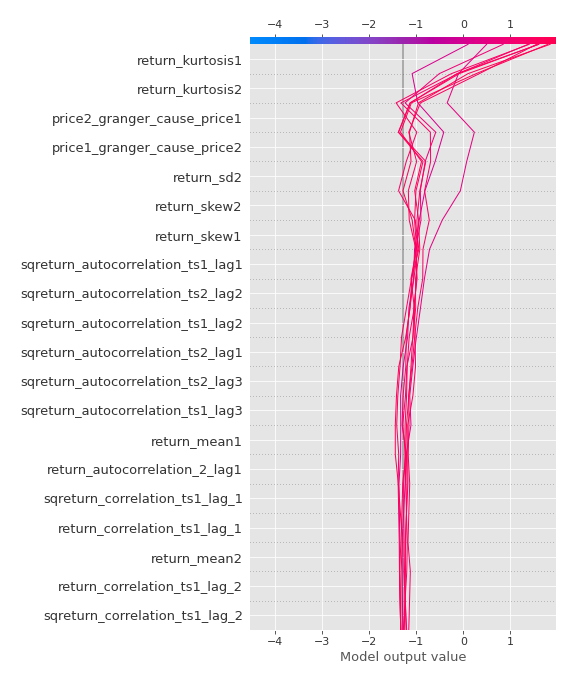 −4 −3 −2 −1 0 1
return_kurtosis1
return_kurtosis2
price2_granger_cause_price1
price1_granger_cause_price2
return_sd2
return_skew2
return_skew1
sqreturn_autocorrelation_ts1_lag1
sqreturn_autocorrelation_ts2_lag2
sqreturn_autocorrelation_ts1_lag2
sqreturn_autocorrelation_ts2_lag1
sqreturn_autocorrelation_ts2_lag3
sqreturn_autocorrelation_ts1_lag3
return_mean1
return_autocorrelation_2_lag1
sqreturn_correlation_ts1_lag_1
return_correlation_ts1_lag_1
return_mean2
return_correlation_ts1_lag_2
sqreturn_correlation_ts1_lag_2
−4 −3 −2 −1 0 1
Model output value